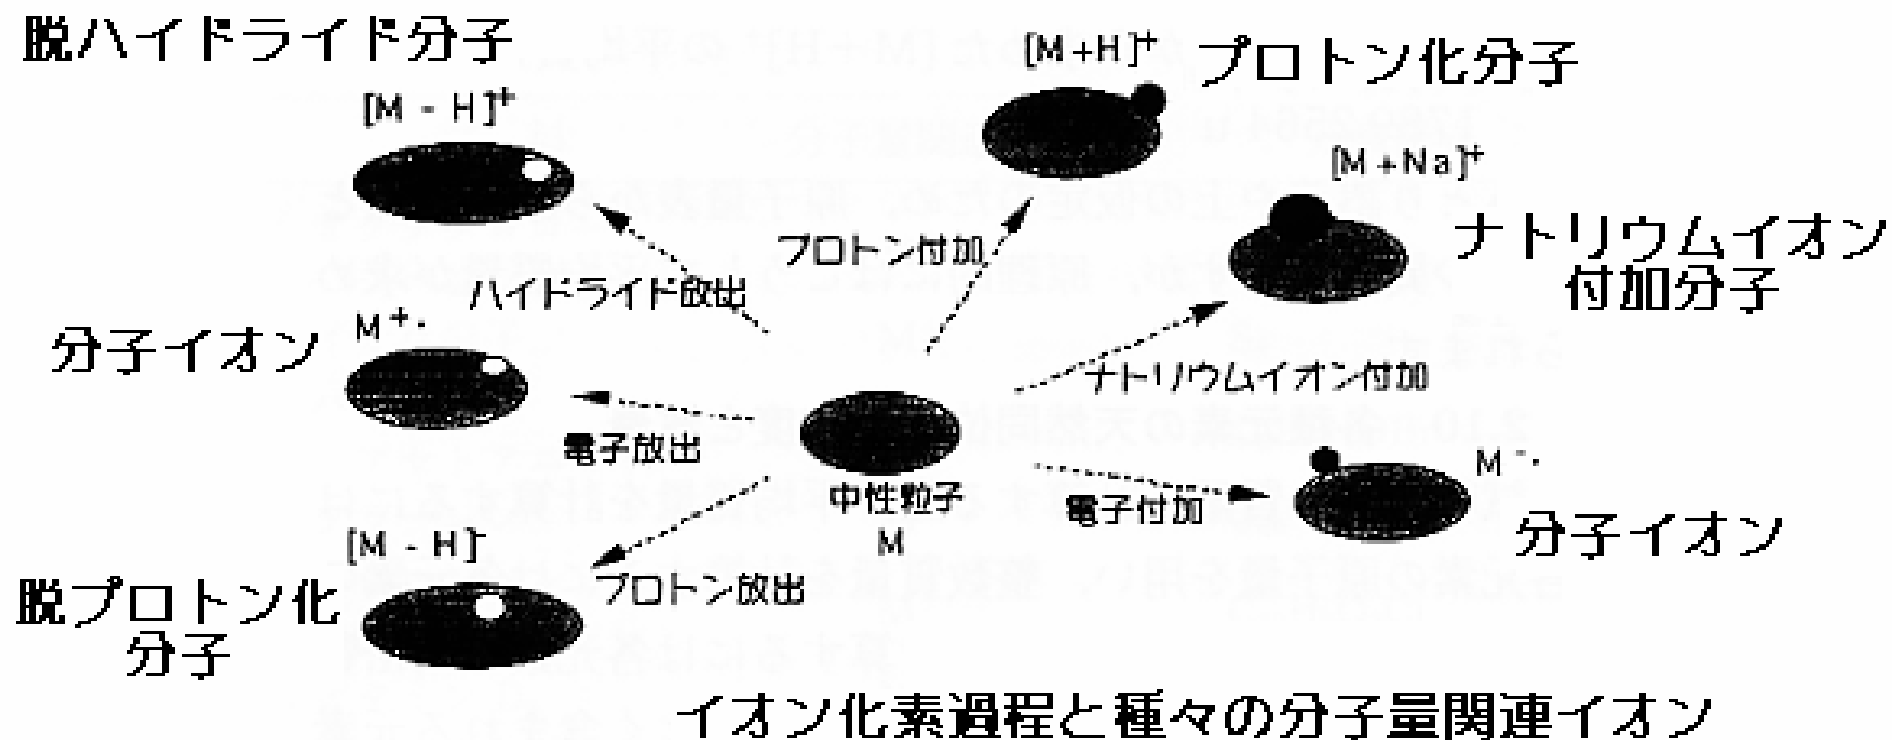 脱ハイドライド分子
[M - H]⁺
[M+H]⁺
プロトン化分子
[M+Na]⁺
ナトリウムイオン
付加分子
プロトン付加
ハイドライド放出
分子イオン
M⁺·
ナトリウムイオン付加
電子放出
中性粒子
M
電子付加
M⁻·
分子イオン
[M - H]⁻
脱プロトン化
分子
プロトン放出
イオン化素過程と種々の分子量関連イオン